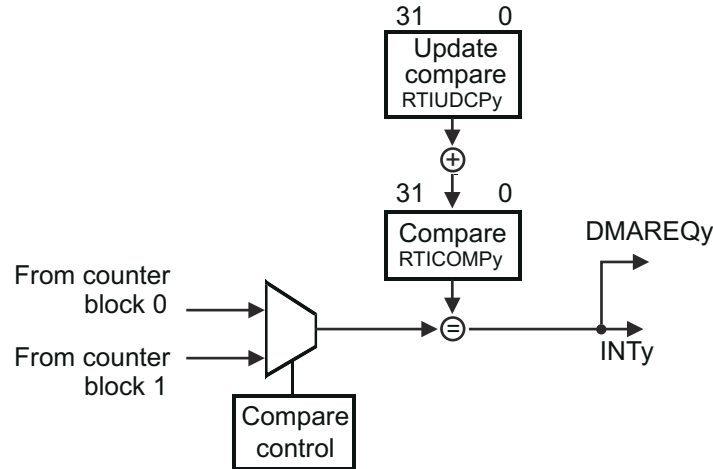 31 0
Update
compare
RTIUDCPy
+
31 0
Compare
RTICOMPy
DMAREQy
From counter
block 0
=
INTy
From counter
block 1
Compare
control